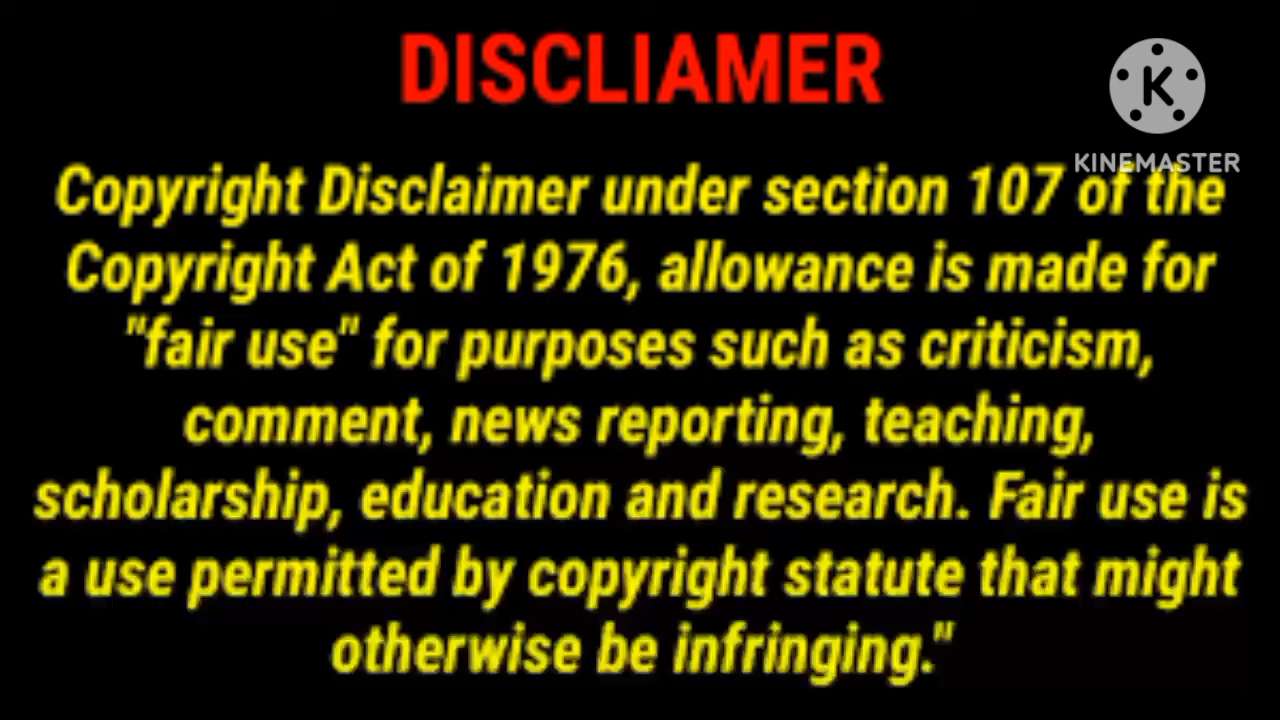 DISCLIAMER
K
KINEMASTER
Copyright Disclaimer under section 107 of the
Copyright Act of 1976, allowance is made for
"fair use" for purposes such as criticism,
comment, news reporting, teaching,
scholarship, education and research. Fair use is
a use permitted by copyright statute that might
otherwise be infringing."